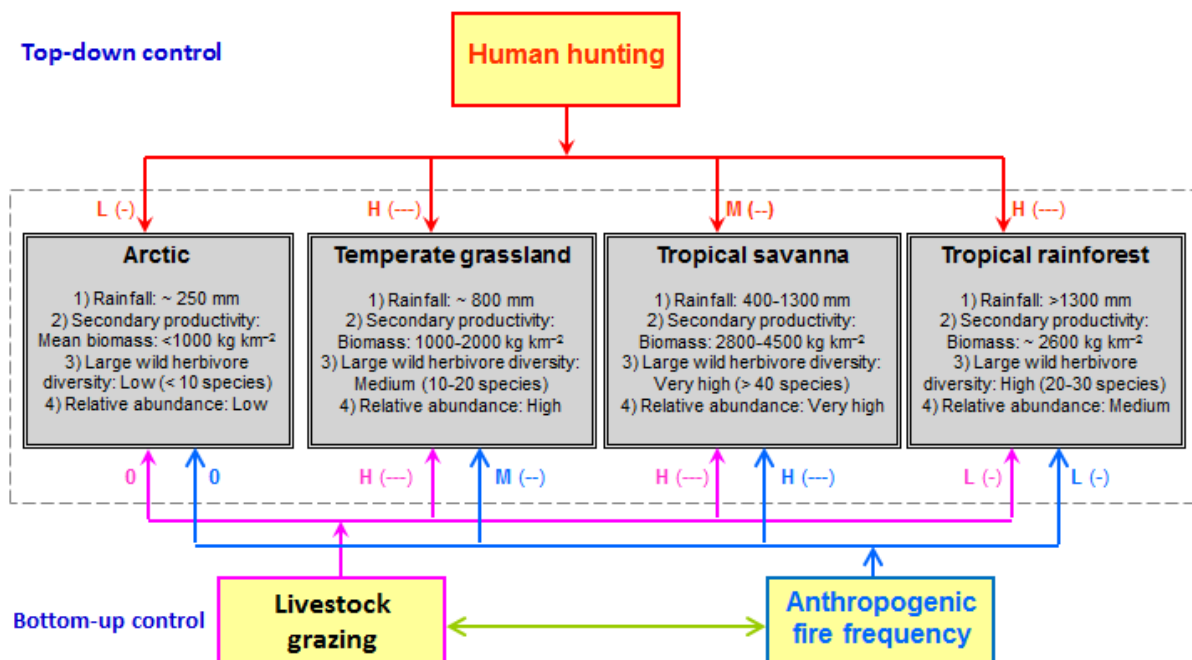 Top-down control
Human hunting
L (-)
H (---)
M (--)
H (---)
Arctic
1) Rainfall: ~ 250 mm
2) Secondary productivity:
Mean biomass: <1000 kg km⁻²
3) Large wild herbivore
diversity: Low (< 10 species)
4) Relative abundance: Low
Temperate grassland
1) Rainfall: ~ 800 mm
2) Secondary productivity:
Biomass: 1000-2000 kg km⁻²
3) Large wild herbivore diversity:
Medium (10-20 species)
4) Relative abundance: High
Tropical savanna
1) Rainfall: 400-1300 mm
2) Secondary productivity:
Biomass: 2800-4500 kg km⁻²
3) Large wild herbivore diversity:
Very high (> 40 species)
4) Relative abundance: Very high
Tropical rainforest
1) Rainfall: >1300 mm
2) Secondary productivity:
Biomass: ~ 2600 kg km⁻²
3) Large wild herbivore
diversity: High (20-30 species)
4) Relative abundance: Medium
0
0
H (---)
M (--)
H (---)
H (---)
L (-)
L (-)
Bottom-up control
Livestock
grazing
Anthropogenic
fire frequency